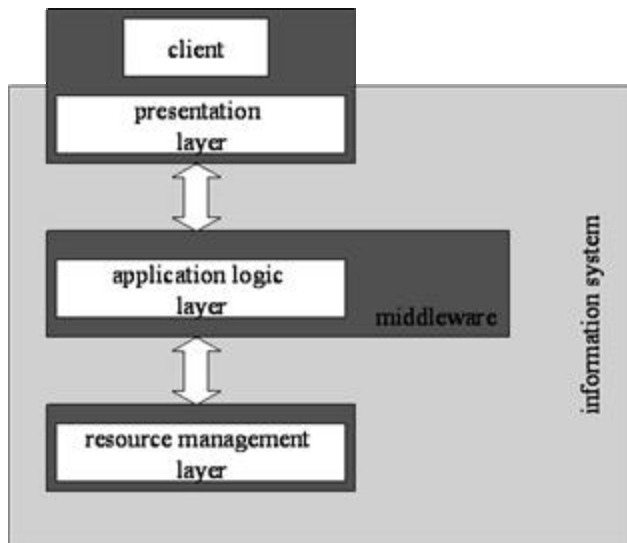 client
presentation
layer
application logic
layer
middleware
information system
resource management
layer